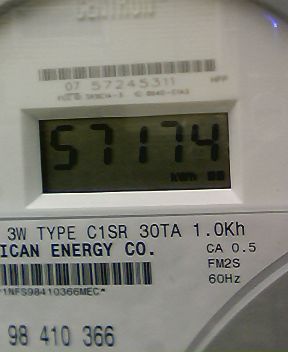 CENTRON
07 57245311
57174
kWh
3W TYPE C1SR 30TA 1.0Kh
ICAN ENERGY CO.
CA 0.5
FM2S
60Hz
*1NFS98410366MEC*
98 410 366